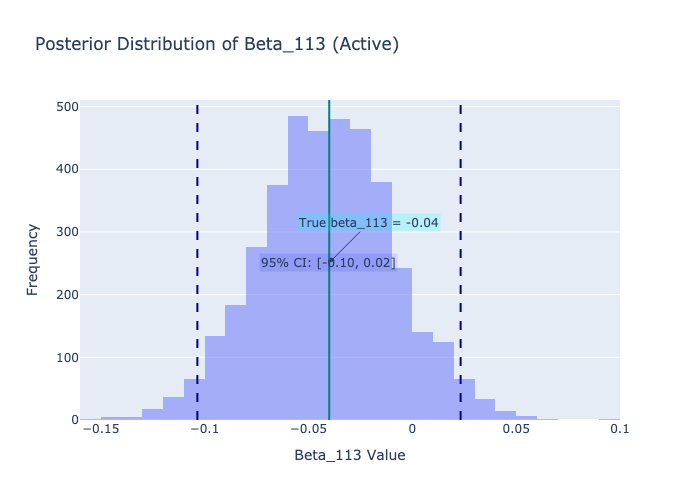 Posterior Distribution of Beta_113 (Active)
500
400
300
200
100
0
Frequency
True beta_113 = -0.04
95% CI: [-0.10, 0.02]
−0.15
−0.1
−0.05
0
0.05
0.1
Beta_113 Value